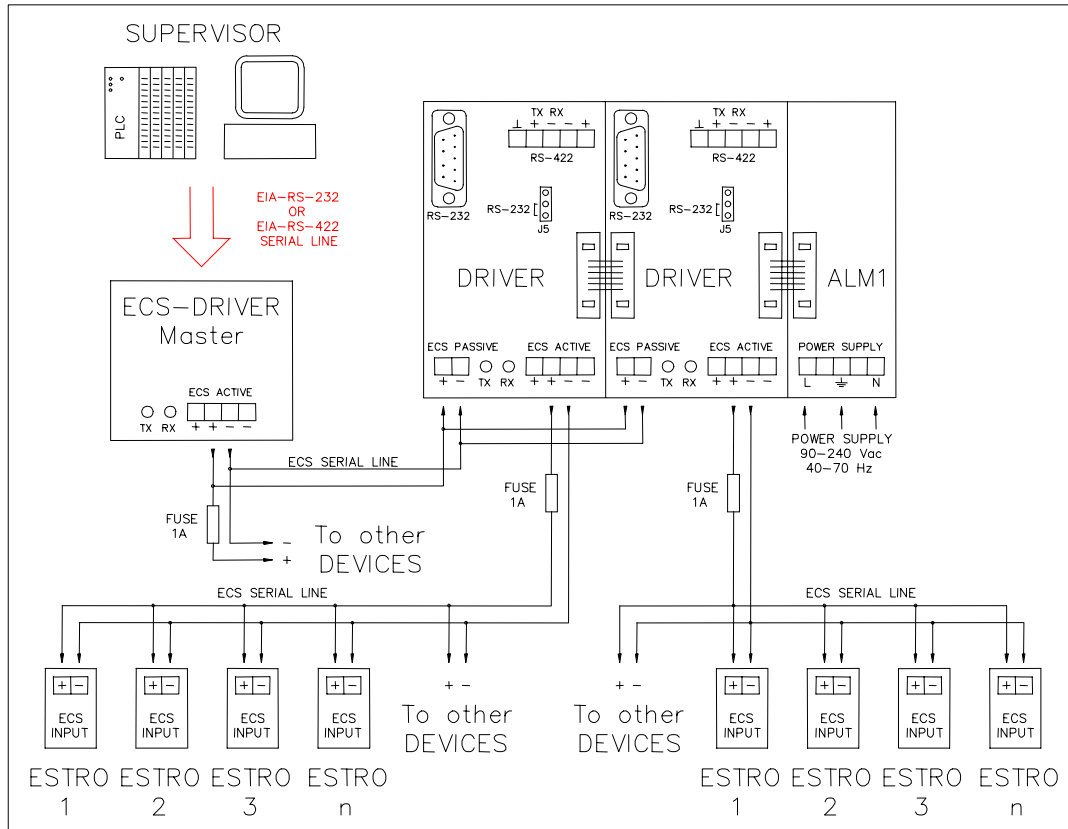 SUPERVISOR
PLC
EIA-RS-232
OR
EIA-RS-422
SERIAL LINE
ECS-DRIVER
Master
ECS ACTIVE
TX RX + + - -
TX RX
⊥ + - - +
RS-422
RS-232
RS-232
J5
DRIVER
ECS PASSIVE
ECS ACTIVE
+ - TX RX + + - -
TX RX
⊥ + - - +
RS-422
RS-232
RS-232
J5
DRIVER
ECS PASSIVE
ECS ACTIVE
+ - TX RX + + - -
ALM1
POWER SUPPLY
L ⏚ N
POWER SUPPLY
90-240 Vac
40-70 Hz
ECS SERIAL LINE
FUSE
1A
FUSE
1A
FUSE
1A
-
+
To other
DEVICES
ECS SERIAL LINE
ECS SERIAL LINE
+ -
ECS
INPUT
ESTRO
1
+ -
ECS
INPUT
ESTRO
2
+ -
ECS
INPUT
ESTRO
3
+ -
ECS
INPUT
ESTRO
n
+ -
To other
DEVICES
+ -
To other
DEVICES
+ -
ECS
INPUT
ESTRO
1
+ -
ECS
INPUT
ESTRO
2
+ -
ECS
INPUT
ESTRO
3
+ -
ECS
INPUT
ESTRO
n